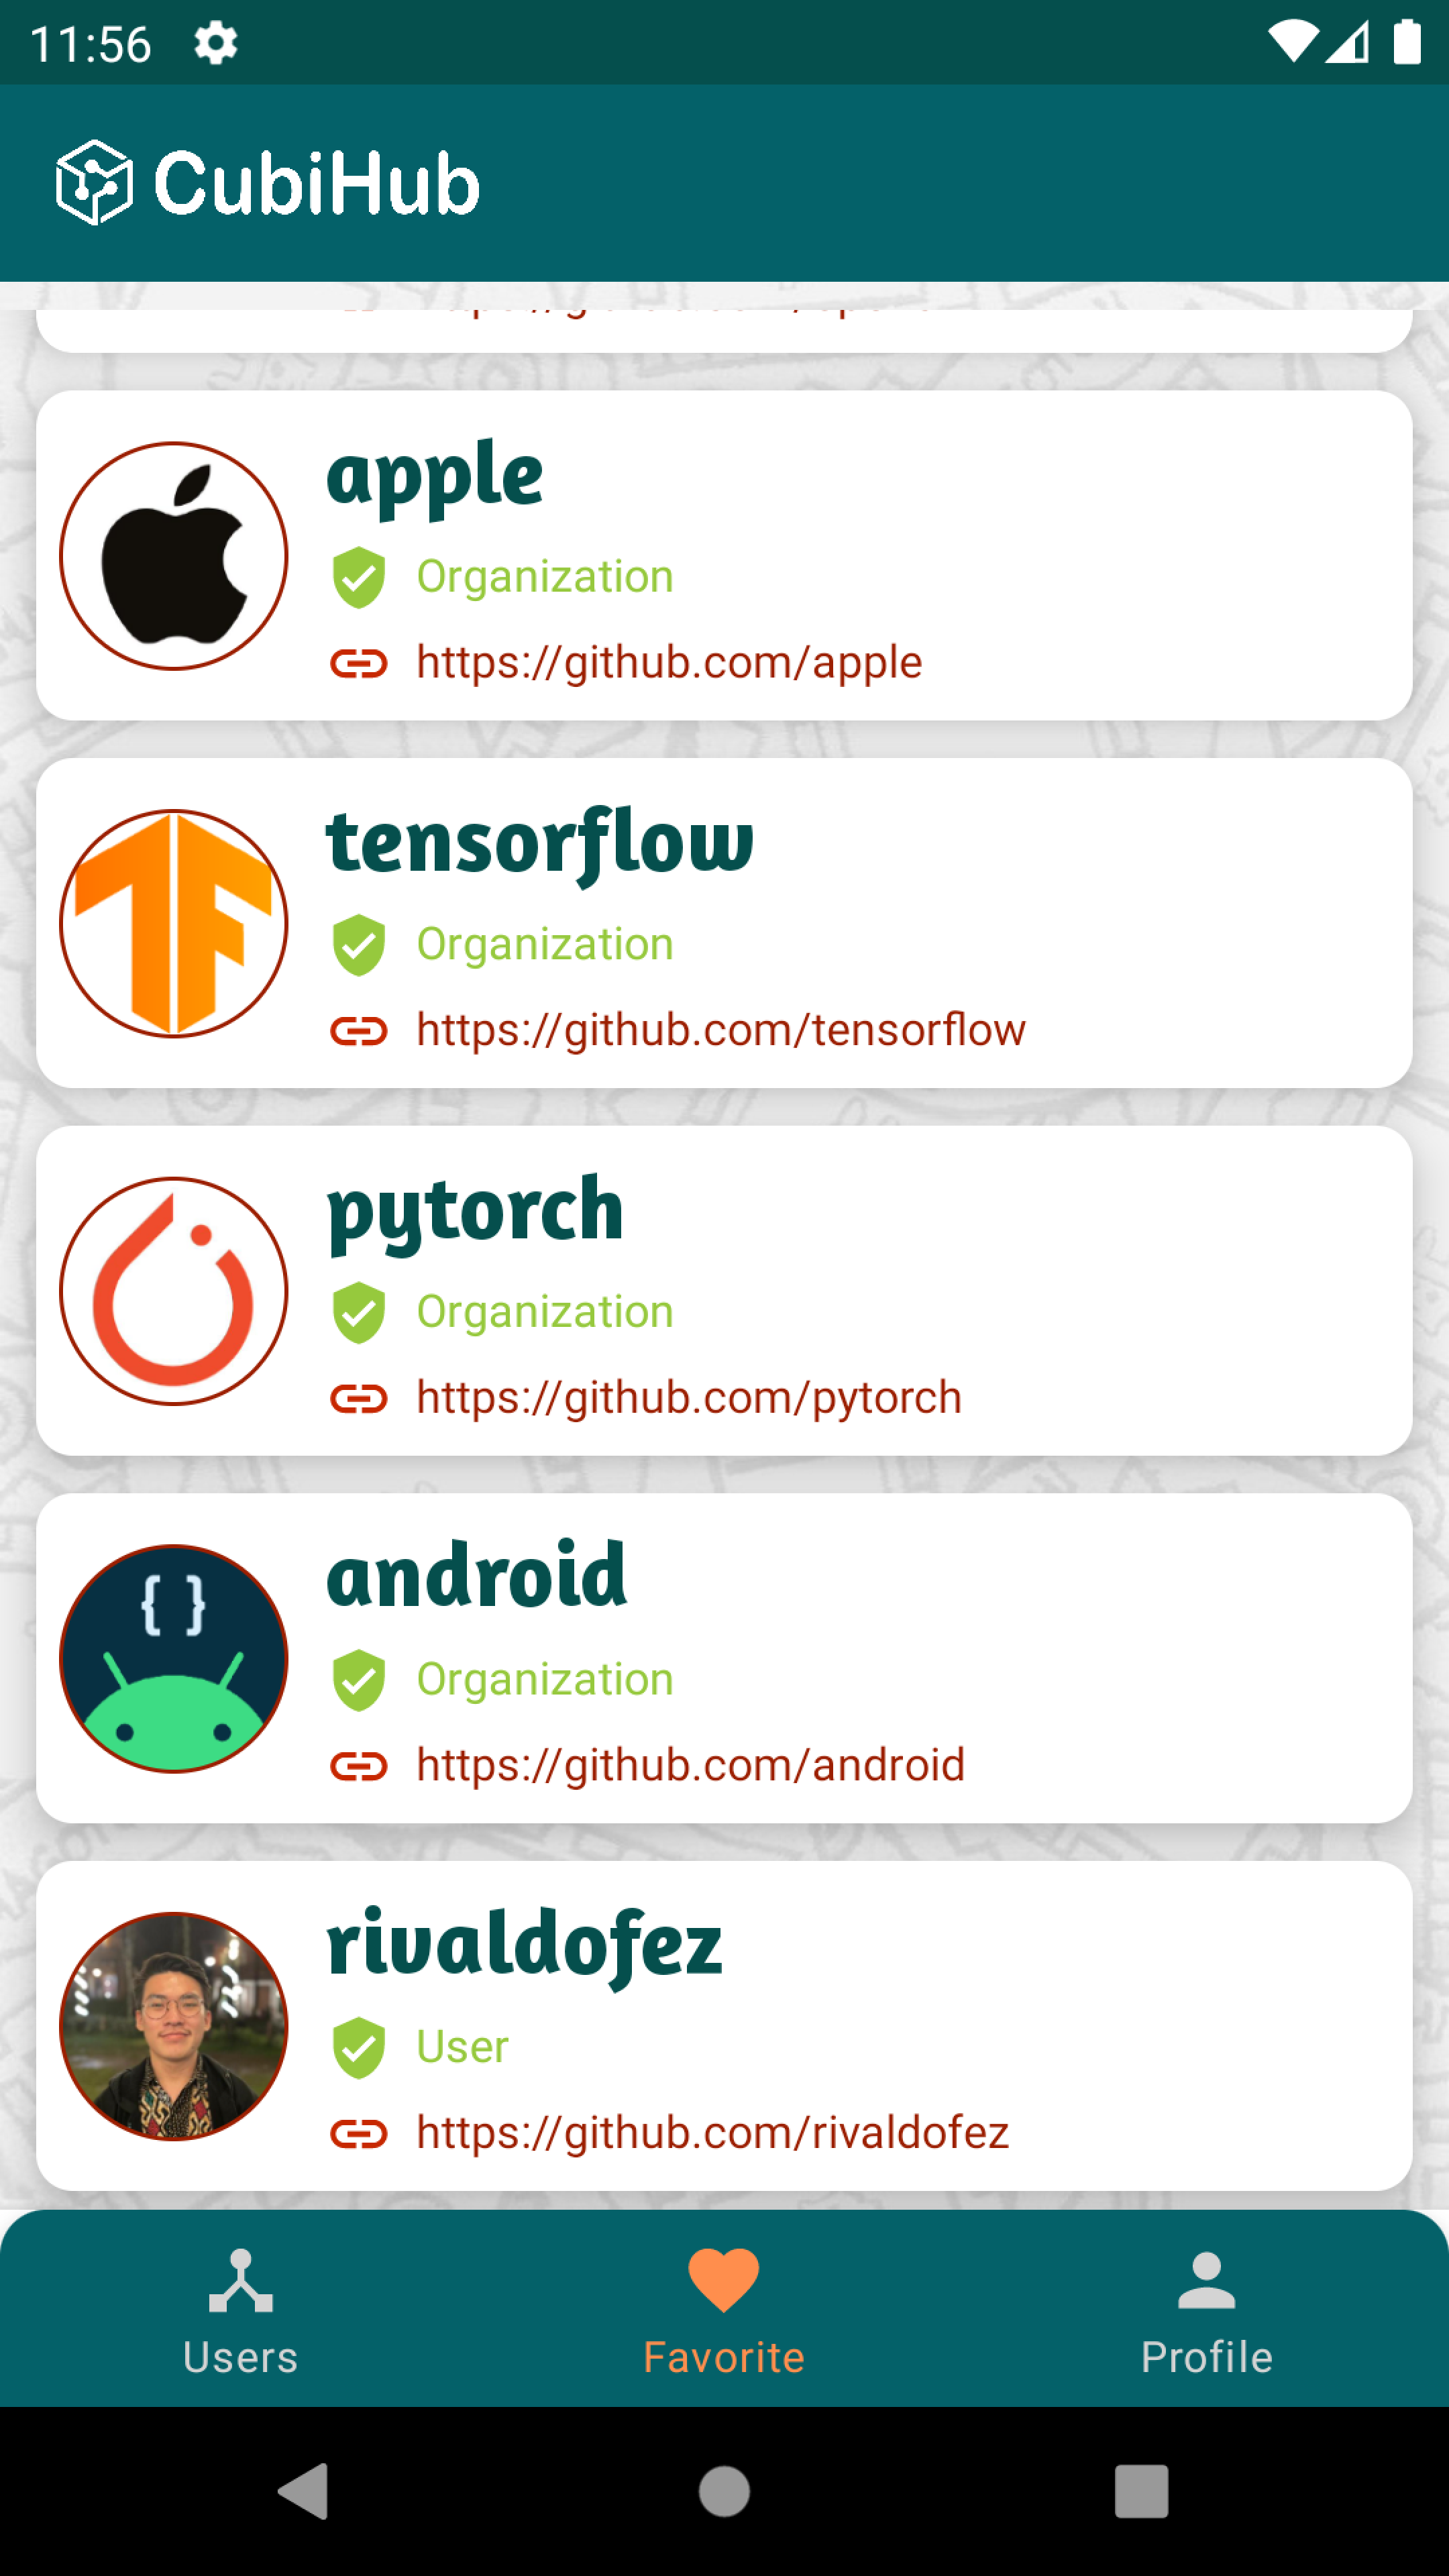 11:56
CubiHub
apple
Organization
https://github.com/apple
tensorflow
Organization
https://github.com/tensorflow
pytorch
Organization
https://github.com/pytorch
android
Organization
https://github.com/android
rivaldofez
User
https://github.com/rivaldofez
Users
Favorite
Profile